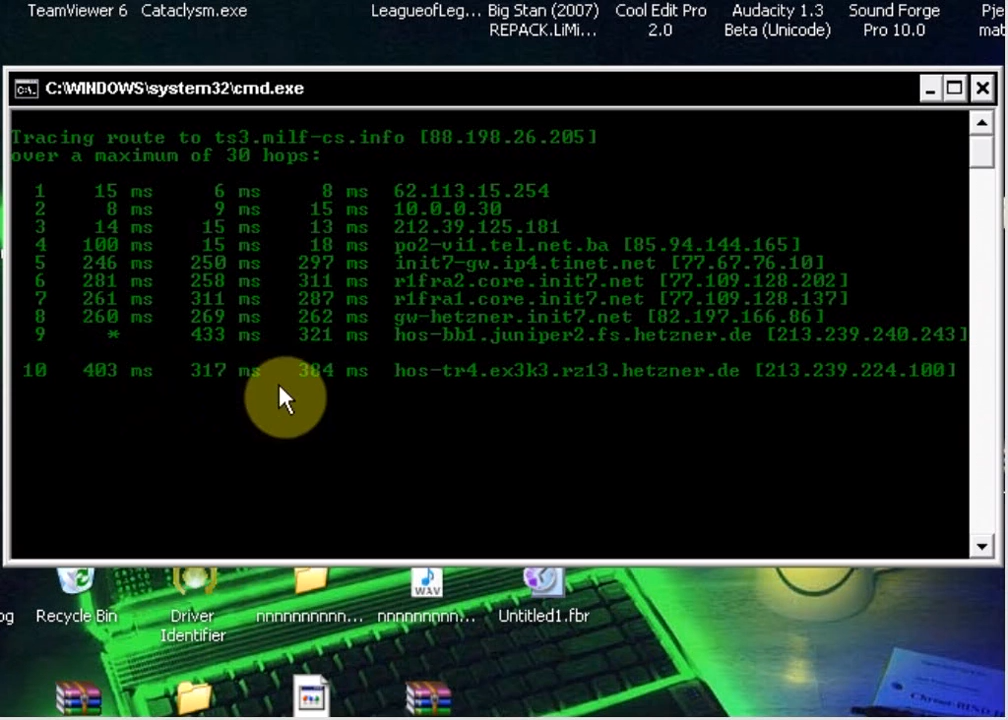 TeamViewer 6 Cataclysm.exe LeagueofLeg... Big Stan (2007) Cool Edit Pro Audacity 1.3 Sound Forge Pje
REPACK.LiMi... 2.0 Beta (Unicode) Pro 10.0 mat
C:\WINDOWS\system32\cmd.exe
Tracing route to ts3.milf-cs.info [88.198.26.205]
over a maximum of 30 hops:
1 15 ms 6 ms 8 ms 62.113.15.254
2 8 ms 9 ms 15 ms 10.0.0.30
3 14 ms 15 ms 13 ms 212.39.125.181
4 100 ms 15 ms 18 ms po2-vi1.tel.net.ba [85.94.144.165]
5 246 ms 250 ms 297 ms init7-gw.ip4.tinet.net [77.67.76.10]
6 281 ms 258 ms 311 ms r1fra2.core.init7.net [77.109.128.202]
7 261 ms 311 ms 287 ms r1fra1.core.init7.net [77.109.128.137]
8 260 ms 269 ms 262 ms gw-hetzner.init7.net [82.197.166.86]
9 * 433 ms 321 ms hos-bb1.juniper2.fs.hetzner.de [213.239.240.243]
10 403 ms 317 ms 384 ms hos-tr4.ex3k3.rz13.hetzner.de [213.239.224.100]
WAV
og Recycle Bin Driver nnnnnnnnnn... nnnnnnnnn... Untitled1.fbr
Identifier